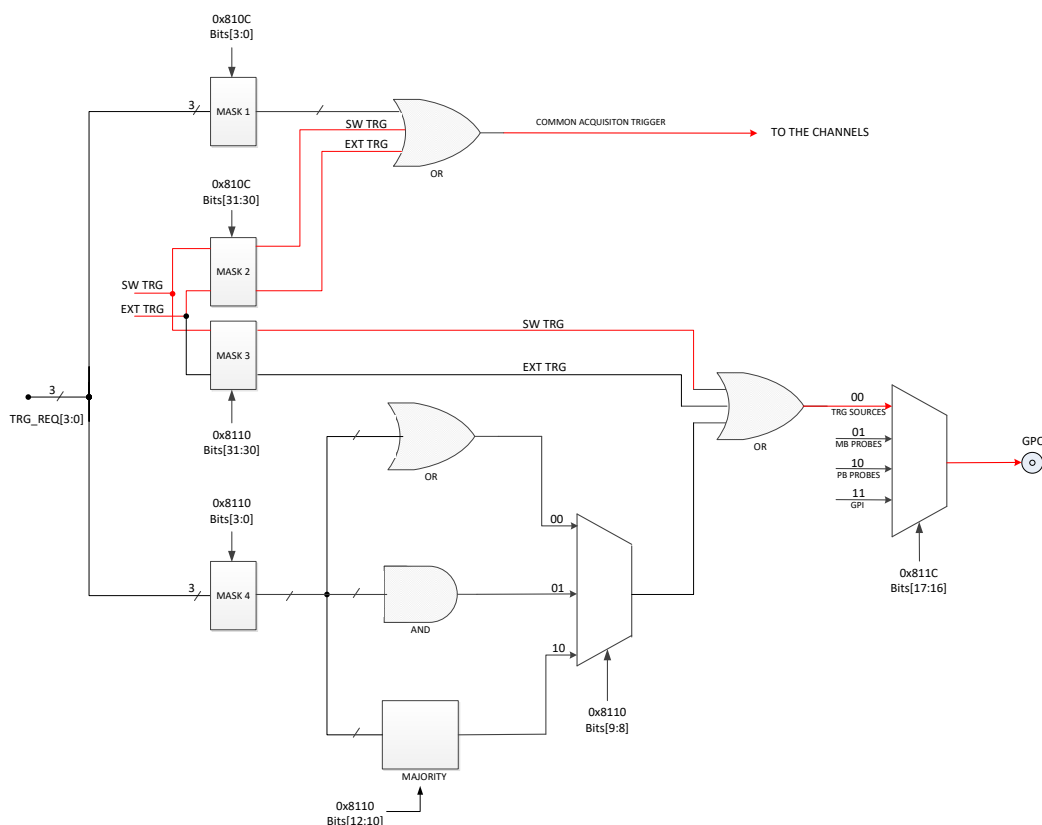 0x810C
Bits[3:0]
3
MASK 1
SW TRG
EXT TRG
OR
COMMON ACQUISITON TRIGGER
TO THE CHANNELS
0x810C
Bits[31:30]
MASK 2
SW TRG
EXT TRG
MASK 3
SW TRG
EXT TRG
0x8110
Bits[31:30]
3
TRG_REQ[3:0]
OR
OR
00
TRG SOURCES
01
MB PROBES
10
PB PROBES
11
GPI
GPO
0x811C
Bits[17:16]
0x8110
Bits[3:0]
3
MASK 4
AND
00
01
10
0x8110
Bits[9:8]
MAJORITY
0x8110
Bits[12:10]